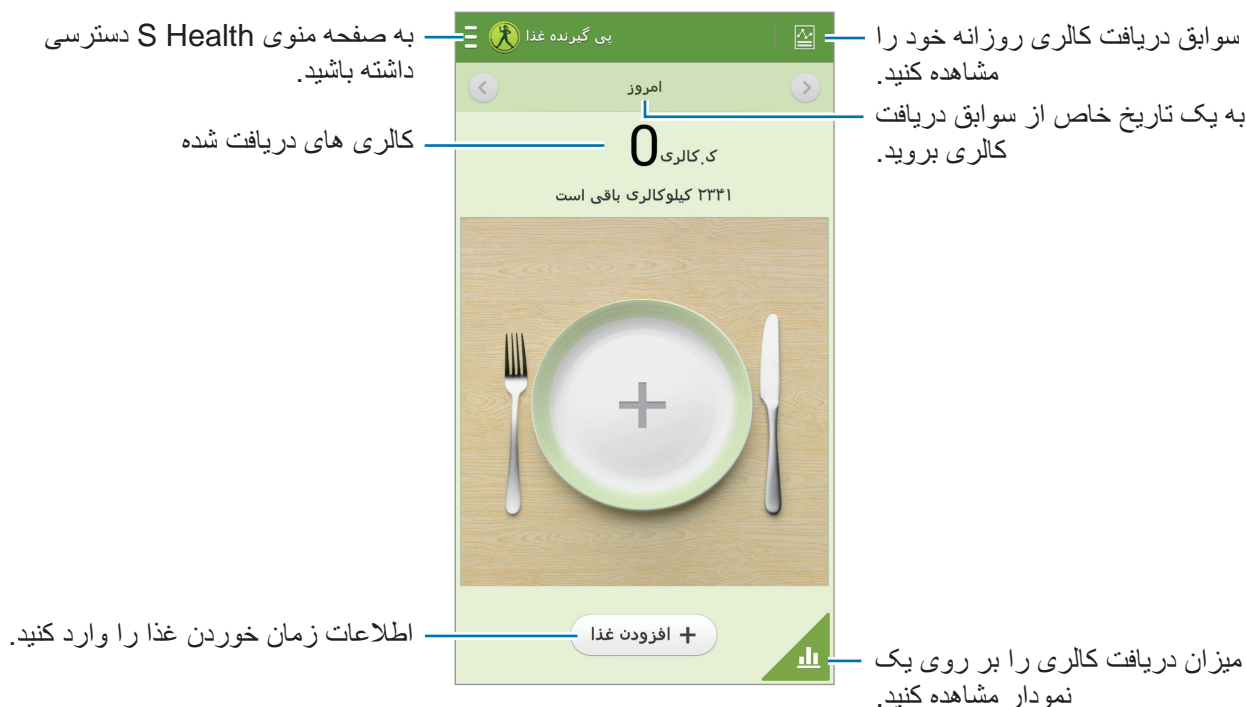 سوابق دریافت کالری روزانه خود را
مشاهده کنید.
به یک تاریخ خاص از سوابق دریافت
کالری بروید.
میزان دریافت کالری را بر روی یک
نمودار مشاهده کنید.
پی گیرنده غذا
امروز
0 ک.کالری
۲۳۴۱ کیلوکالری باقی است
+ افزودن غذا
به صفحه منوی S Health دسترسی
داشته باشید.
کالری های دریافت شده
اطلاعات زمان خوردن غذا را وارد کنید.